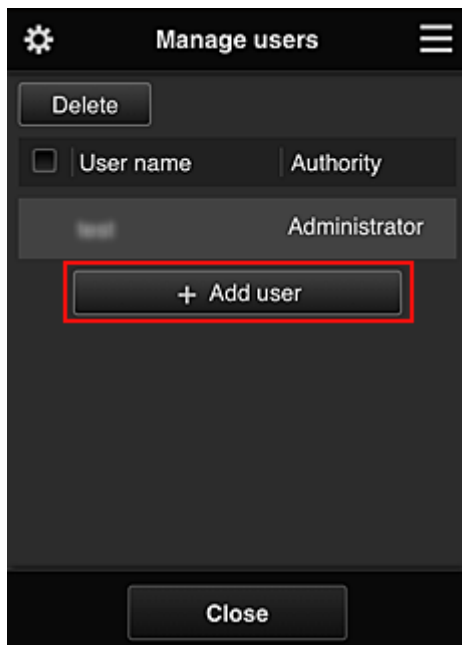 Manage users
Delete
User name Authority
Administrator
+ Add user
Close